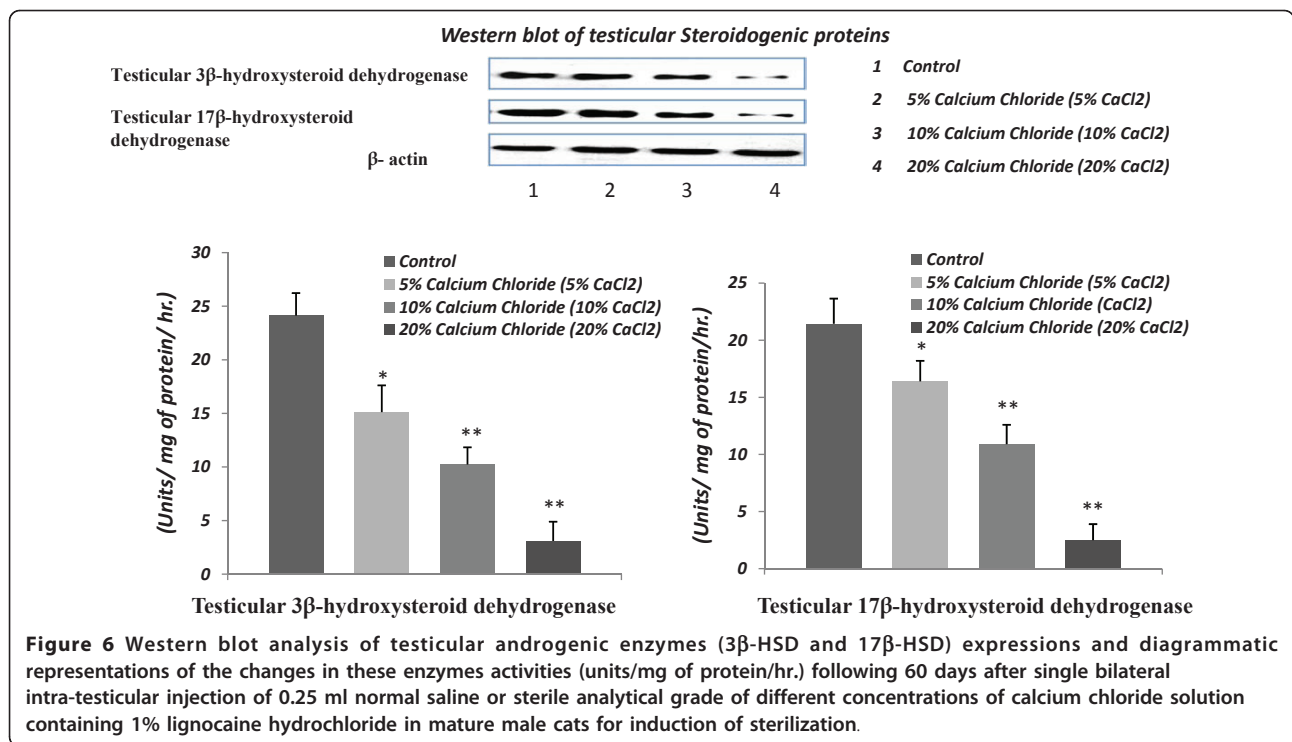 Western blot of testicular Steroidogenic proteins
Testicular 3β-hydroxysteroid dehydrogenase
Testicular 17β-hydroxysteroid
dehydrogenase
β- actin
1 2 3 4
1 Control
2 5% Calcium Chloride (5% CaCl2)
3 10% Calcium Chloride (10% CaCl2)
4 20% Calcium Chloride (20% CaCl2)
(Units/ mg of protein/ hr.)
30
25
20
15
10
5
0
Control
5% Calcium Chloride (5% CaCl2)
10% Calcium Chloride (10% CaCl2)
20% Calcium Chloride (20% CaCl2)
*
**
**
Testicular 3β-hydroxysteroid dehydrogenase
(Units/ mg of protein/hr.)
25
20
15
10
5
0
Control
5% Calcium Chloride (5% CaCl2)
10% Calcium Chloride (CaCl2)
20% Calcium Chloride (20% CaCl2)
*
**
**
Testicular 17β-hydroxysteroid dehydrogenase
Figure 6 Western blot analysis of testicular androgenic enzymes (3β-HSD and 17β-HSD) expressions and diagrammatic
representations of the changes in these enzymes activities (units/mg of protein/hr.) following 60 days after single bilateral
intra-testicular injection of 0.25 ml normal saline or sterile analytical grade of different concentrations of calcium chloride solution
containing 1% lignocaine hydrochloride in mature male cats for induction of sterilization.